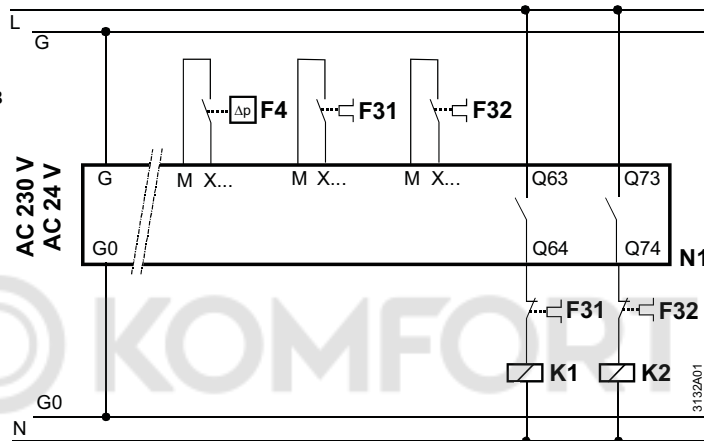 L
G
Δp F4 F31 F32
AC 230 V
AC 24 V
G M X... M X... M X... Q63 Q73
G0 Q64 Q74
N1
F31 F32
KOMFORT
K1 K2
3132A01
G0
N